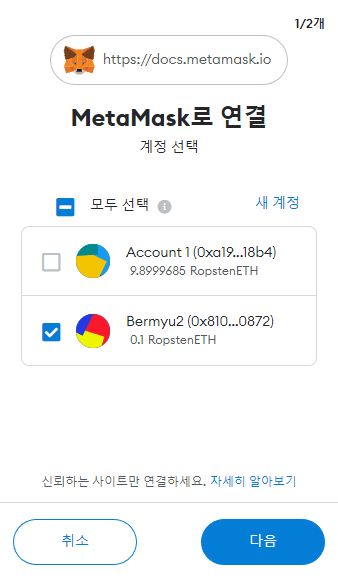 1/2개
https://docs.metamask.io
MetaMask로 연결
계정 선택
모두 선택
새 계정
Account 1 (0xa19...18b4)
9.8999685 RopstenETH
Bermyu2 (0x810...0872)
0.1 RopstenETH
신뢰하는 사이트만 연결하세요. 자세히 알아보기
취소
다음